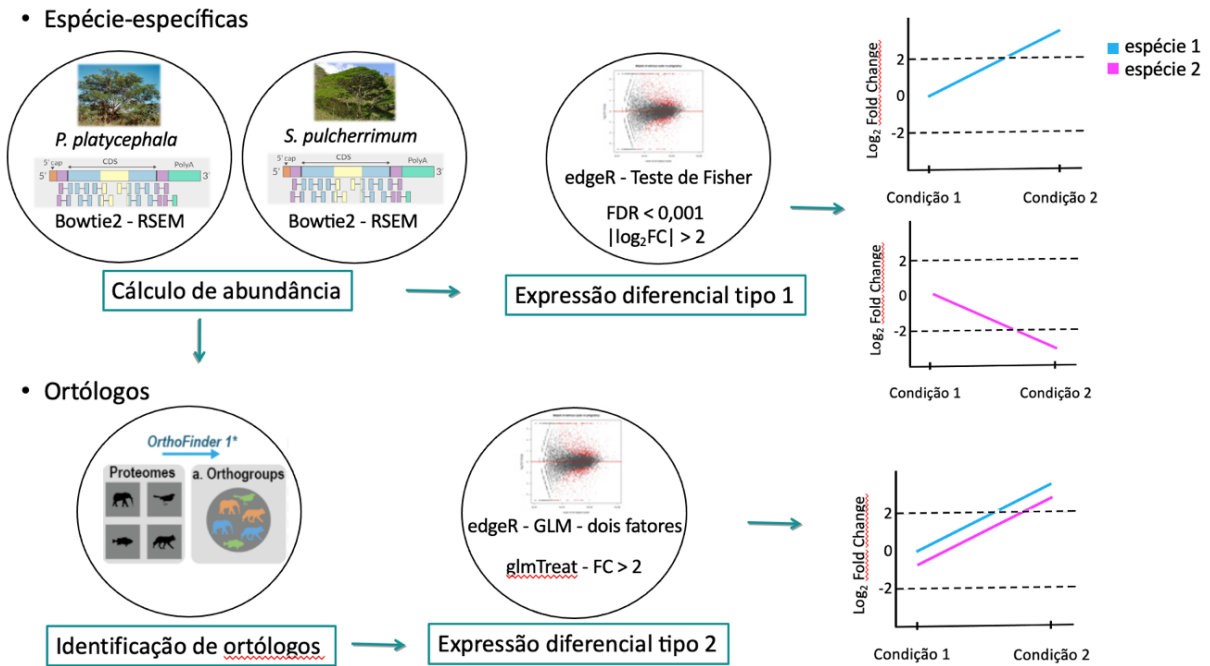 • Espécie-específicas
P. platycephala
5' cap
CDS
PolyA
5'
3'
Bowtie2 - RSEM
S. pulcherrimum
5' cap
CDS
PolyA
5'
3'
Bowtie2 - RSEM
Cálculo de abundância
edgeR - Teste de Fisher
FDR < 0,001
|log₂FC| > 2
Expressão diferencial tipo 1
Log₂ Fold Change
2
0
-2
Condição 1
Condição 2
espécie 1
espécie 2
Log₂ Fold Change
2
0
-2
Condição 1
Condição 2
• Ortólogos
OrthoFinder 1*
Proteomes
a. Orthogroups
Identificação de ortólogos
edgeR - GLM - dois fatores
glmTreat - FC > 2
Expressão diferencial tipo 2
Log₂ Fold Change
2
0
-2
Condição 1
Condição 2